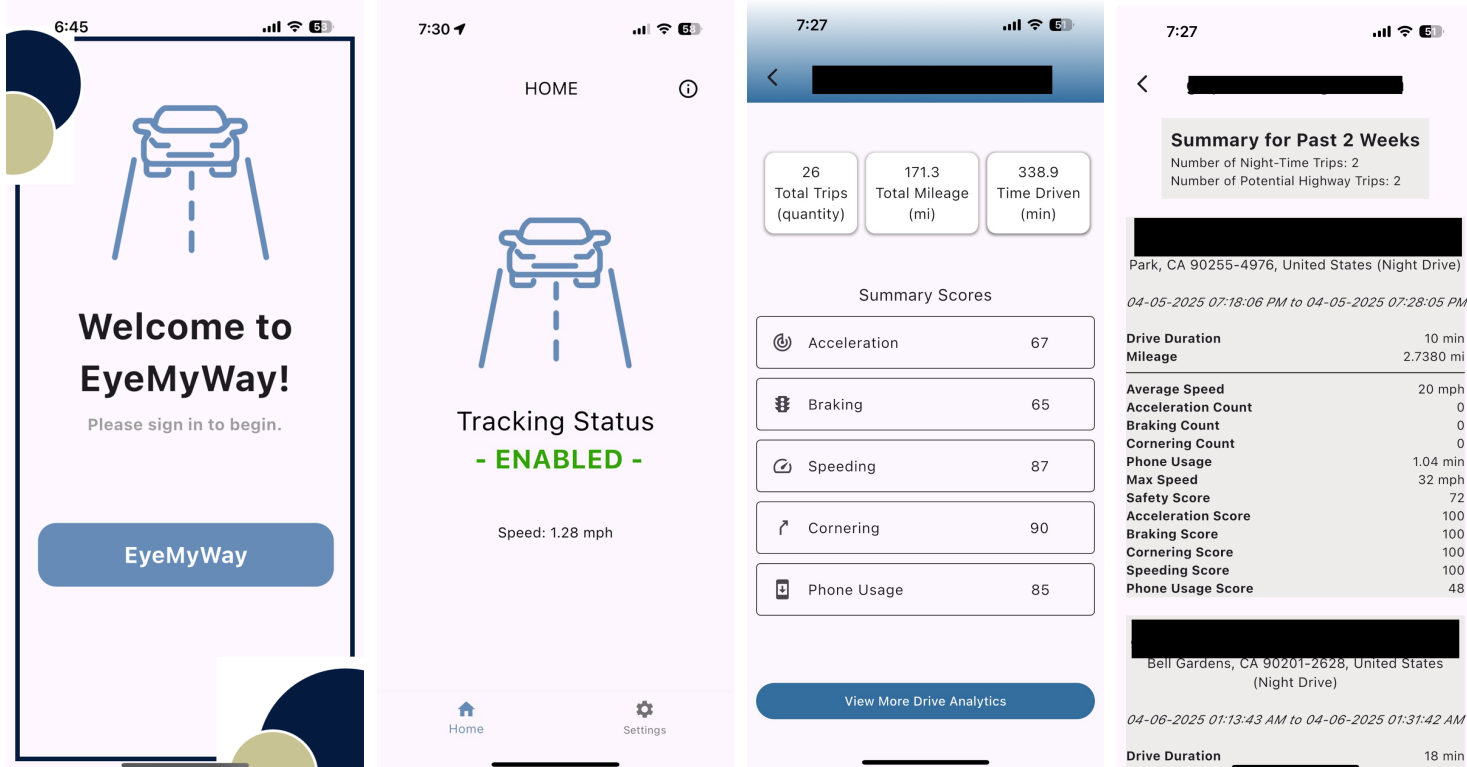 6:45
53
Welcome to
EyeMyWay!
Please sign in to begin.
EyeMyWay
7:30
53
HOME
Tracking Status
- ENABLED -
Speed: 1.28 mph
Home
Settings
7:27
51
26
Total Trips
(quantity)
171.3
Total Mileage
(mi)
338.9
Time Driven
(min)
Summary Scores
Acceleration 67
Braking 65
Speeding 87
Cornering 90
Phone Usage 85
View More Drive Analytics
7:27
51
Summary for Past 2 Weeks
Number of Night-Time Trips: 2
Number of Potential Highway Trips: 2
Park, CA 90255-4976, United States (Night Drive)
04-05-2025 07:18:06 PM to 04-05-2025 07:28:05 PM
Drive Duration 10 min
Mileage 2.7380 mi
Average Speed 20 mph
Acceleration Count 0
Braking Count 0
Cornering Count 0
Phone Usage 1.04 min
Max Speed 32 mph
Safety Score 72
Acceleration Score 100
Braking Score 100
Cornering Score 100
Speeding Score 100
Phone Usage Score 48
Bell Gardens, CA 90201-2628, United States
(Night Drive)
04-06-2025 01:13:43 AM to 04-06-2025 01:31:42 AM
Drive Duration 18 min